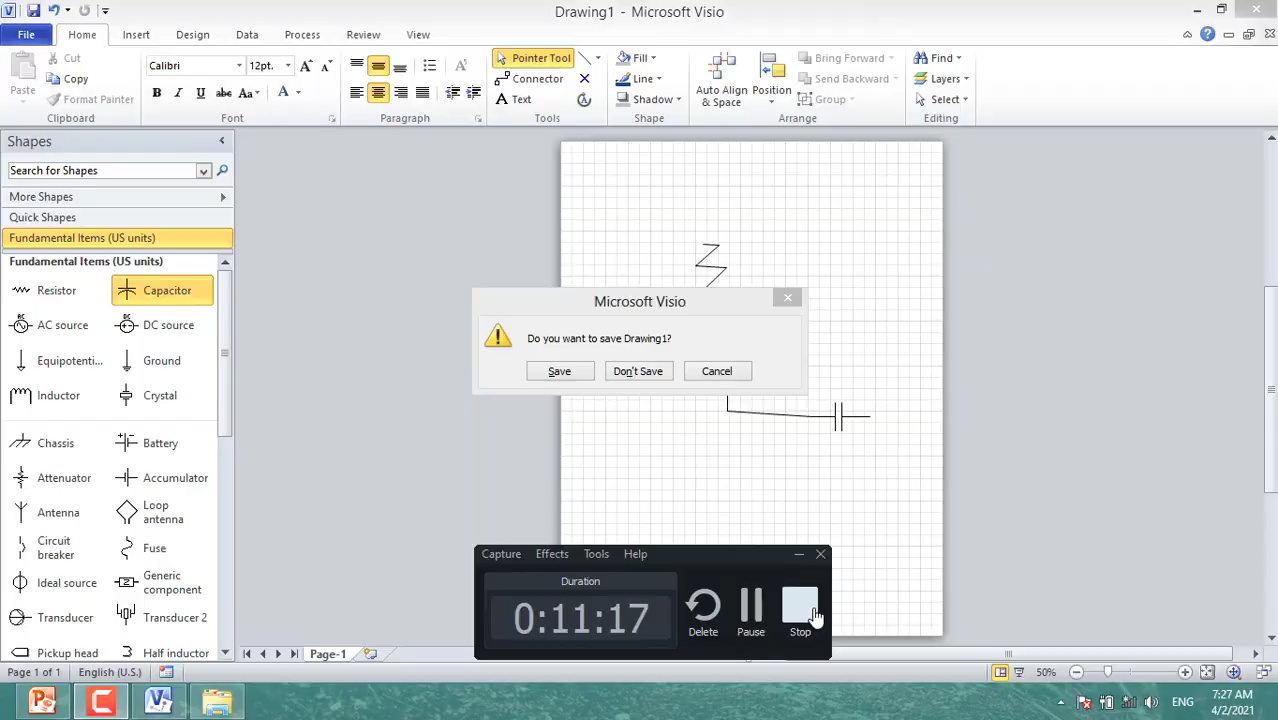 Drawing1 - Microsoft Visio
File Home Insert Design Data Process Review View
Paste
Cut
Copy
Format Painter
Clipboard
Calibri 12pt.
B I U abc Aa A
Font
Paragraph
Pointer Tool
Connector
Text
Tools
Fill
Line
Shadow
Shape
Auto Align
& Space
Position
Bring Forward
Send Backward
Group
Arrange
Find
Layers
Select
Editing
Shapes
Search for Shapes
More Shapes
Quick Shapes
Fundamental Items (US units)
Fundamental Items (US units)
Resistor Capacitor
AC source DC source
Equipotenti... Ground
Inductor Crystal
Chassis Battery
Attenuator Accumulator
Antenna Loop
antenna
Circuit
breaker Fuse
Ideal source Generic
component
Transducer Transducer 2
Pickup head Half inductor
Microsoft Visio
Do you want to save Drawing1?
Save Don't Save Cancel
Capture Effects Tools Help
Duration
0:11:17
Delete Pause Stop
Page-1
Page 1 of 1 English (U.S.) 50%
ENG
7:27 AM
4/2/2021